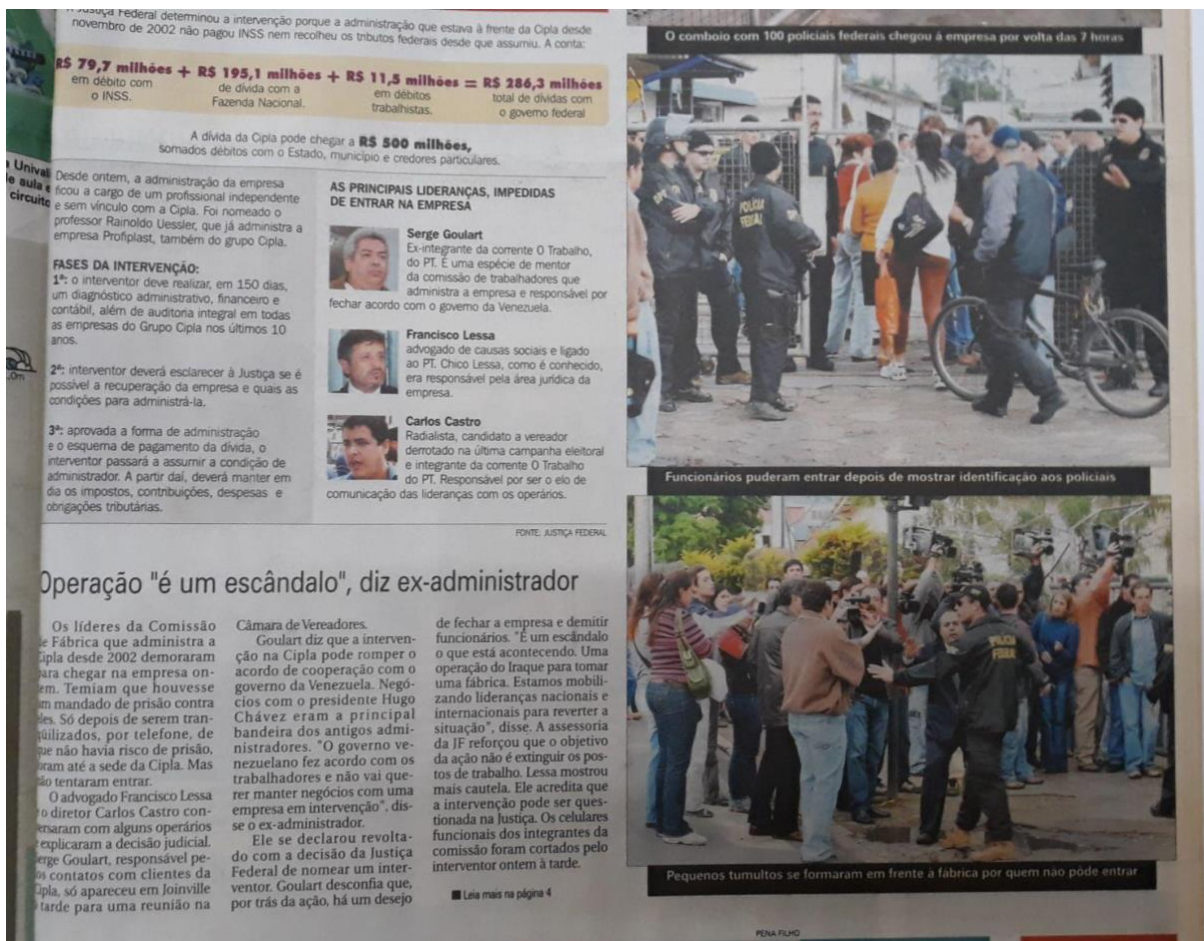 Justiça Federal determinou a intervenção porque a administração que estava à frente da Cipla desde
novembro de 2002 não pagou INSS nem recolheu os tributos federais desde que assumiu. A conta:
R$ 79,7 milhões + R$ 195,1 milhões + R$ 11,5 milhões = R$ 286,3 milhões
em débito com
o INSS.
de dívida com a
Fazenda Nacional.
em débitos
trabalhistas.
total de dívidas com
o governo federal
A dívida da Cipla pode chegar a R$ 500 milhões,
somados débitos com o Estado, município e credores particulares.
Unival
e aula e
circuito
Desde ontem, a administração da empresa
ficou a cargo de um profissional independente
e sem vínculo com a Cipla. Foi nomeado o
professor Rainoldo Uessler, que já administra a
empresa Profiplast, também do grupo Cipla.
FASES DA INTERVENÇÃO:
1ª: o interventor deve realizar, em 150 dias,
um diagnóstico administrativo, financeiro e
contábil, além de auditoria integral em todas
as empresas do Grupo Cipla nos últimos 10
anos.
2ª: interventor deverá esclarecer à Justiça se é
possível a recuperação da empresa e quais as
condições para administrá-la.
3ª: aprovada a forma de administração
e o esquema de pagamento da dívida, o
interventor passará a assumir a condição de
administrador. A partir daí, deverá manter em
dia os impostos, contribuições, despesas e
obrigações tributárias.
AS PRINCIPAIS LIDERANÇAS, IMPEDIDAS
DE ENTRAR NA EMPRESA
Serge Goulart
Ex-integrante da corrente O Trabalho,
do PT. É uma espécie de mentor
da comissão de trabalhadores que
administra a empresa e responsável por
fechar acordo com o governo da Venezuela.
Francisco Lessa
advogado de causas sociais e ligado
ao PT. Chico Lessa, como é conhecido,
era responsável pela área jurídica da
empresa.
Carlos Castro
Radialista, candidato a vereador
derrotado na última campanha eleitoral
e integrante da corrente O Trabalho
do PT. Responsável por ser o elo de
comunicação das lideranças com os operários.
FONTE: JUSTIÇA FEDERAL
Operação "é um escândalo", diz ex-administrador
Os líderes da Comissão
de Fábrica que administra a
Cipla desde 2002 demoraram
para chegar na empresa on-
tem. Temiam que houvesse
um mandado de prisão contra
eles. Só depois de serem tran-
qüilizados, por telefone, de
que não havia risco de prisão,
foram até a sede da Cipla. Mas
não tentaram entrar.
O advogado Francisco Lessa
e o diretor Carlos Castro con-
versaram com alguns operários
e explicaram a decisão judicial.
Serge Goulart, responsável pe-
los contatos com clientes da
Cipla, só apareceu em Joinville
à tarde para uma reunião na
Câmara de Vereadores.
Goulart diz que a interven-
ção na Cipla pode romper o
acordo de cooperação com o
governo da Venezuela. Negó-
cios com o presidente Hugo
Chávez eram a principal
bandeira dos antigos admi-
nistradores. "O governo ve-
nezuelano fez acordo com os
trabalhadores e não vai que-
rer manter negócios com uma
empresa em intervenção", dis-
se o ex-administrador.
Ele se declarou revolta-
do com a decisão da Justiça
Federal de nomear um inter-
ventor. Goulart desconfia que,
por trás da ação, há um desejo
de fechar a empresa e demitir
funcionários. "É um escândalo
o que está acontecendo. Uma
operação do Iraque para tomar
uma fábrica. Estamos mobili-
zando lideranças nacionais e
internacionais para reverter a
situação", disse. A assessoria
da JF reforçou que o objetivo
da ação não é extinguir os pos-
tos de trabalho. Lessa mostrou
mais cautela. Ele acredita que
a intervenção pode ser ques-
tionada na Justiça. Os celulares
funcionais dos integrantes da
comissão foram cortados pelo
interventor ontem à tarde.
Leia mais na página 4
O comboio com 100 policiais federais chegou à empresa por volta das 7 horas
POLÍCIA
FEDERAL
Funcionários puderam entrar depois de mostrar identificação aos policiais
POLÍCIA
FEDERAL
Pequenos tumultos se formaram em frente à fábrica por quem não pôde entrar
PENA FILHO